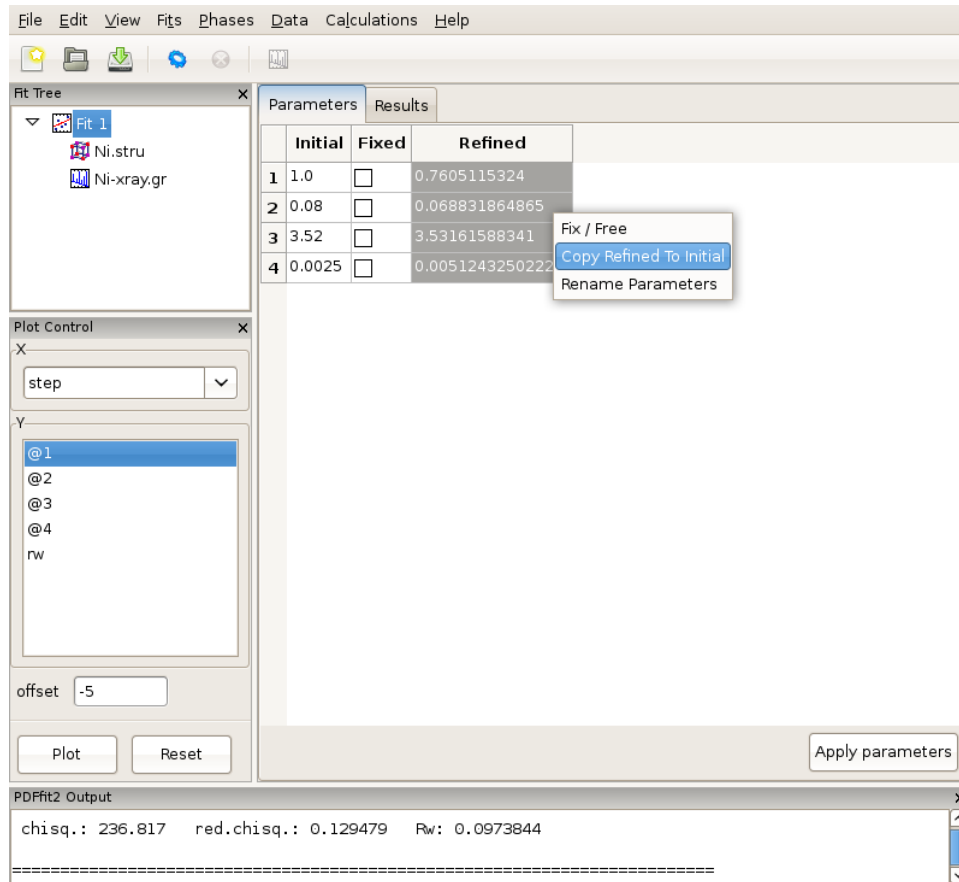 File Edit View Fits Phases Data Calculations Help
Fit Tree
Fit 1
Ni.stru
Ni-xray.gr
Parameters Results
Initial Fixed Refined
1 1.0 0.7605115324
2 0.08 0.068831864865
3 3.52 3.53161588341
4 0.0025 0.0051243250222
Fix / Free
Copy Refined To Initial
Rename Parameters
Plot Control
X
step
Y
@1
@2
@3
@4
rw
offset -5
Plot Reset
Apply parameters
PDFfit2 Output
chisq.: 236.817 red.chisq.: 0.129479 Rw: 0.0973844
=========================================================================